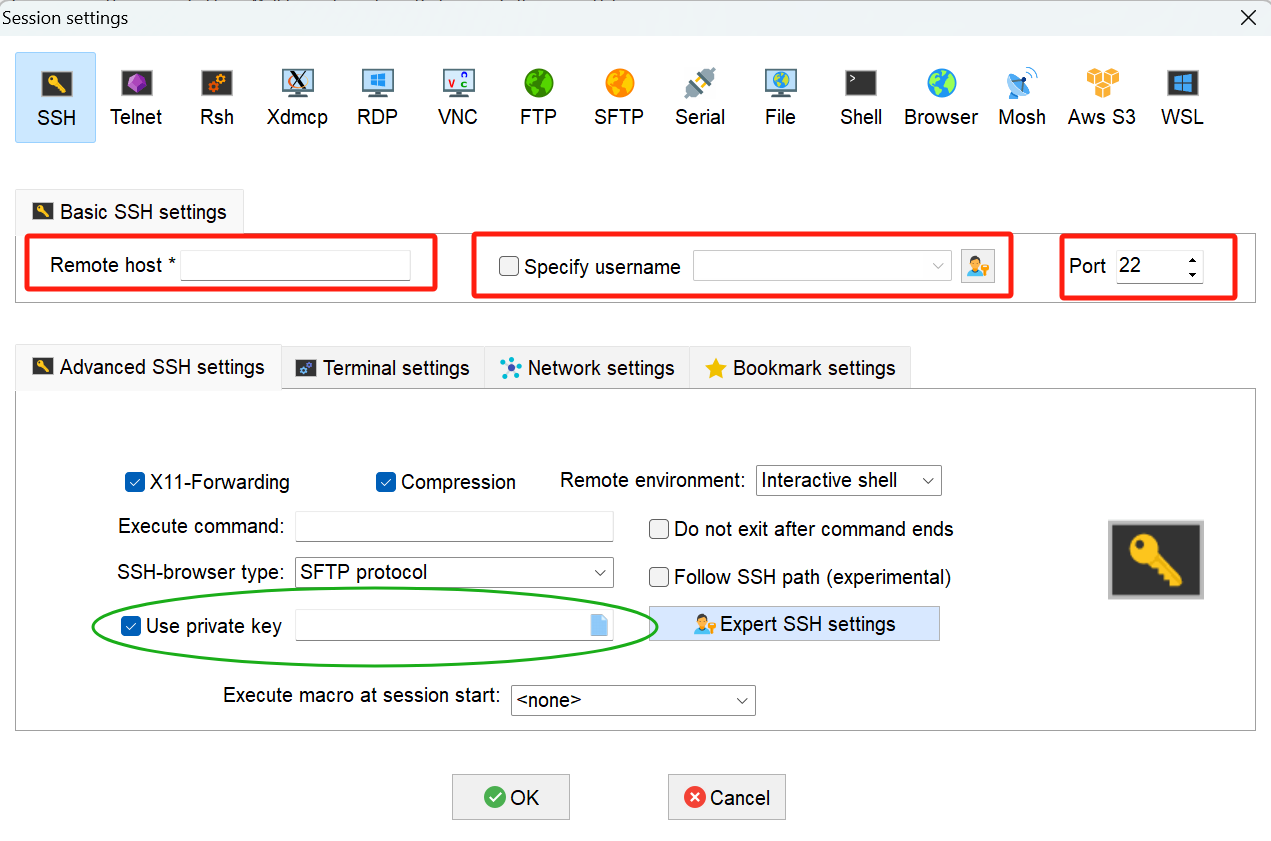 Session settings
SSH Telnet Rsh Xdmcp RDP VNC FTP SFTP Serial File Shell Browser Mosh Aws S3 WSL
Basic SSH settings
Remote host * Specify username Port 22
Advanced SSH settings Terminal settings Network settings Bookmark settings
X11-Forwarding Compression Remote environment: Interactive shell
Execute command: Do not exit after command ends
SSH-browser type: SFTP protocol Follow SSH path (experimental)
Use private key Expert SSH settings
Execute macro at session start: <none>
OK Cancel